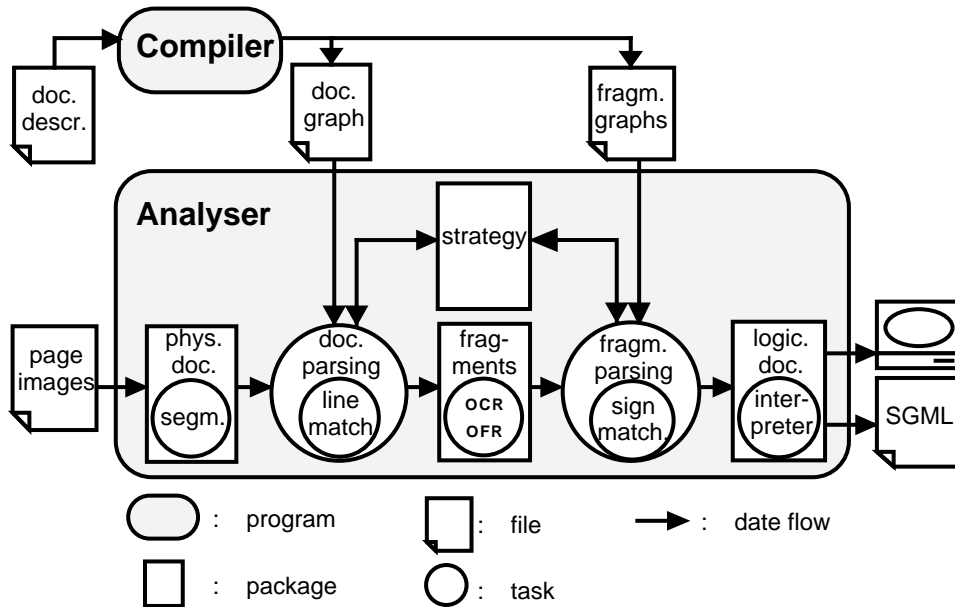 Compiler
doc.
descr.
doc.
graph
fragm.
graphs
Analyser
strategy
page
images
phys.
doc.
segm.
doc.
parsing
line
match
frag-
ments
OCR
OFR
fragm.
parsing
sign
match.
logic.
doc.
inter-
preter
SGML
: program
: file
: date flow
: package
: task